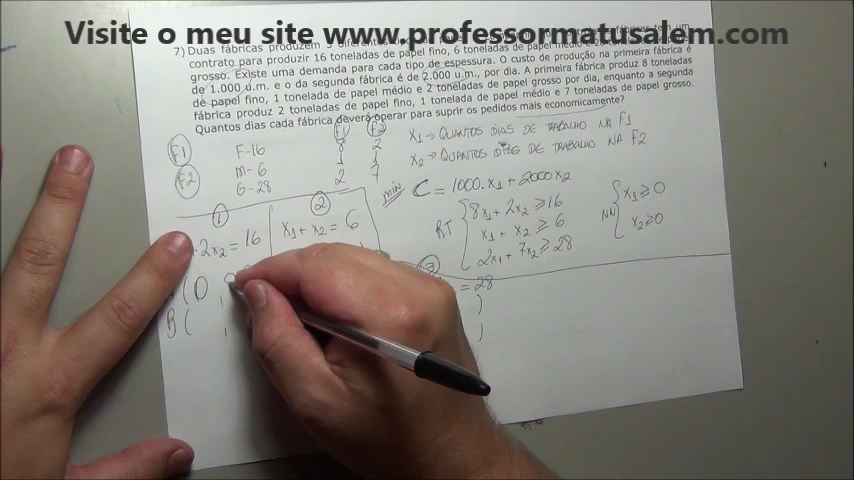 Visite o meu site www.professormatusalem.com
7) Duas fábricas produzem 3 diferentes
contrato para produzir 16 toneladas de papel fino, 6 toneladas de papel médio e 28
grosso. Existe uma demanda para cada tipo de espessura. O custo de produção na primeira fábrica é
de 1.000 u.m. e o da segunda fábrica é de 2.000 u.m., por dia. A primeira fábrica produz 8 toneladas
de papel fino, 1 tonelada de papel médio e 2 toneladas de papel grosso por dia, enquanto a segunda
fábrica produz 2 toneladas de papel fino, 1 tonelada de papel médio e 7 toneladas de papel grosso.
Quantos dias cada fábrica deverá operar para suprir os pedidos mais economicamente?
F1 F2
F1 F-16 8 2
M-6 1 1
F2 G-28 2 7
X1 → QUANTOS DIAS DE TRABALHO NA F1
X2 → QUANTOS DIAS DE TRABALHO NA F2
min C = 1000.X1 + 2000X2
RT 8X1 + 2X2 ≥ 16
X1 + X2 ≥ 6
2X1 + 7X2 ≥ 28
NN X1 ≥ 0
X2 ≥ 0
1 2 3
+ 2X2 = 16 X1 + X2 = 6 = 28
( 0 , )
B ( , )